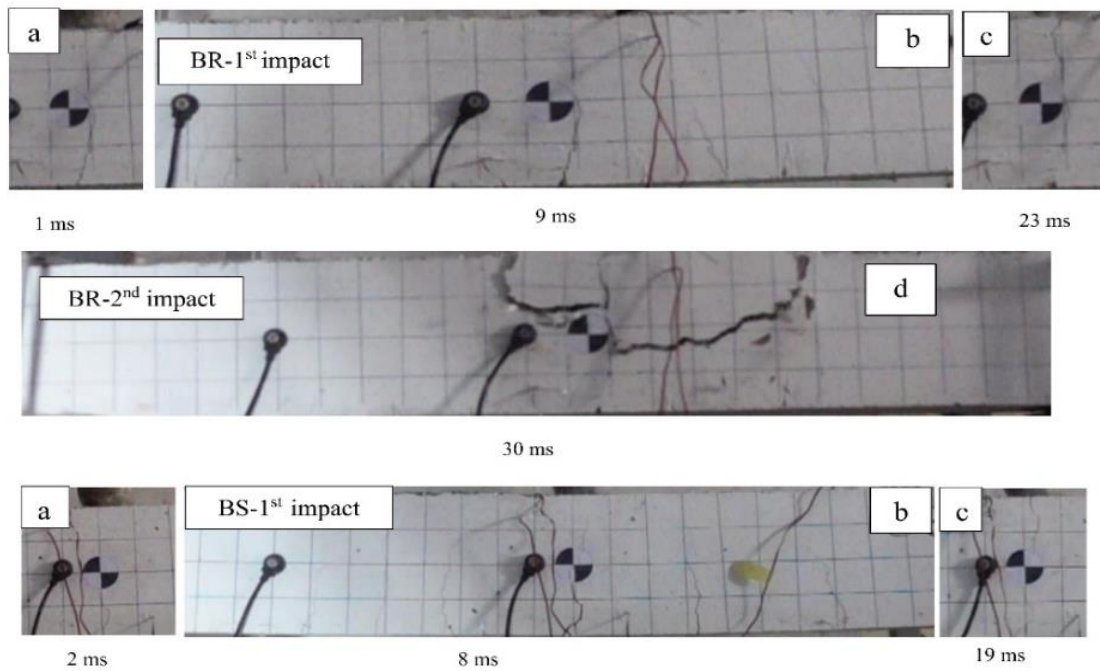 a
BR-1st impact
b
c
1 ms
9 ms
23 ms
BR-2nd impact
d
30 ms
a
BS-1st impact
b
c
2 ms
8 ms
19 ms